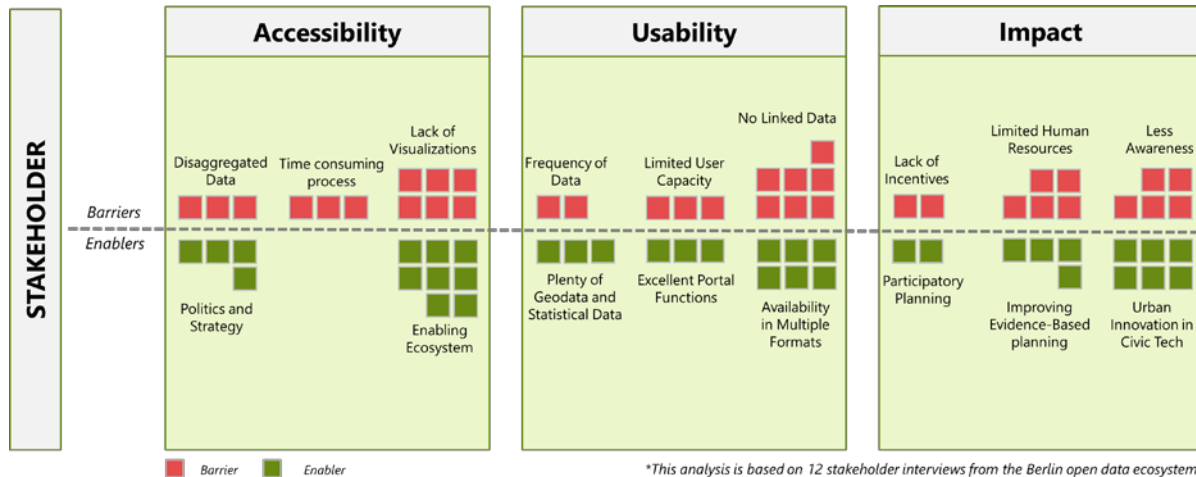 STAKEHOLDER
Accessibility
Usability
Impact
Barriers
Enablers
Disaggregated
Data
Time consuming
process
Lack of
Visualizations
Politics and
Strategy
Enabling
Ecosystem
Frequency of
Data
Limited User
Capacity
No Linked Data
Plenty of
Geodata and
Statistical Data
Excellent Portal
Functions
Availability
in Multiple
Formats
Lack of
Incentives
Limited Human
Resources
Less
Awareness
Participatory
Planning
Improving
Evidence-Based
planning
Urban
Innovation in
Civic Tech
Barrier
Enabler
*This analysis is based on 12 stakeholder interviews from the Berlin open data ecosystem